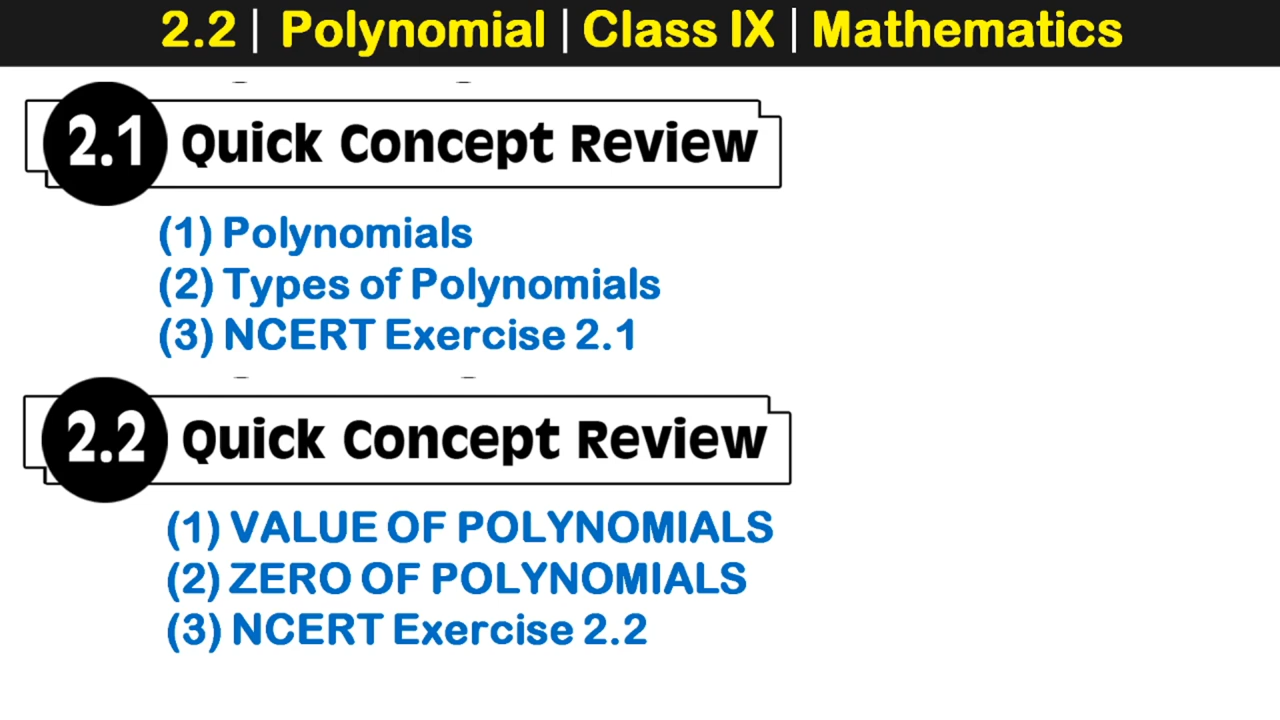 2.2 | Polynomial | Class IX | Mathematics
2.1 Quick Concept Review
(1) Polynomials
(2) Types of Polynomials
(3) NCERT Exercise 2.1
2.2 Quick Concept Review
(1) VALUE OF POLYNOMIALS
(2) ZERO OF POLYNOMIALS
(3) NCERT Exercise 2.2